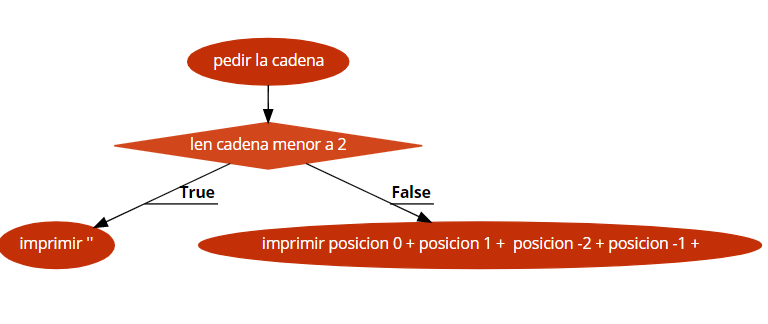 pedir la cadena
len cadena menor a 2
True
False
imprimir ''
imprimir posicion 0 + posicion 1 +  posicion -2 + posicion -1 +